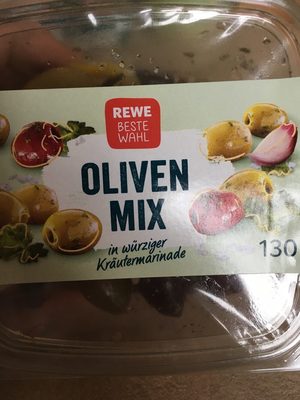 REWE
BESTE
WAHL
OLIVEN
MIX
in würziger
Kräutermarinade
130